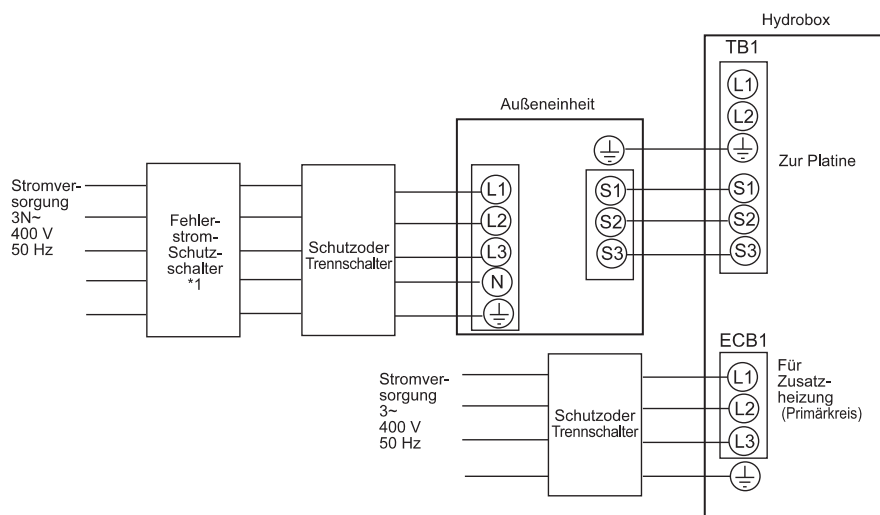 Hydrobox
TB1
L1
L2
Außeneinheit
Zur Platine
S1
S2
S3
L1
L2
L3
N
S1
S2
S3
Stromver-
sorgung
3N~
400 V
50 Hz
Fehler-
strom-
Schutz-
schalter
*1
Schutzoder
Trennschalter
ECB1
L1
L2
L3
Für
Zusatz-
heizung
(Primärkreis)
Stromver-
sorgung
3~
400 V
50 Hz
Schutzoder
Trennschalter